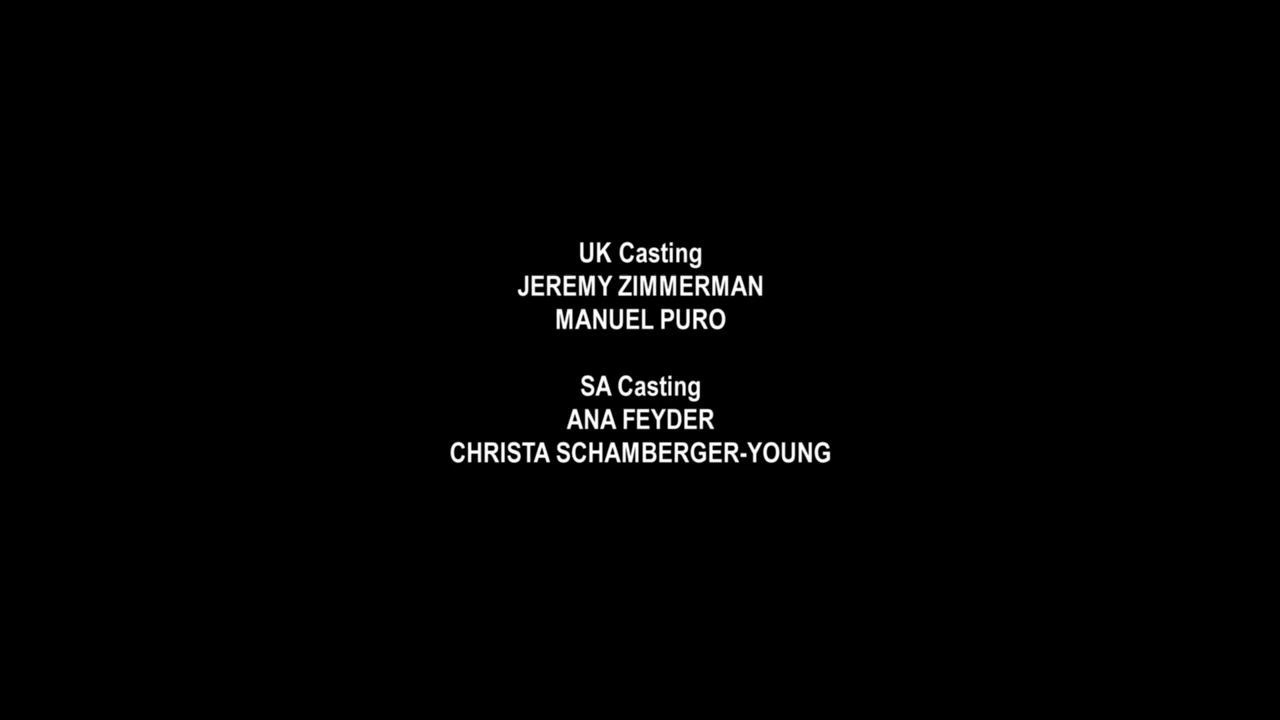 UK Casting
JEREMY ZIMMERMAN
MANUEL PURO
SA Casting
ANA FEYDER
CHRISTA SCHAMBERGER-YOUNG